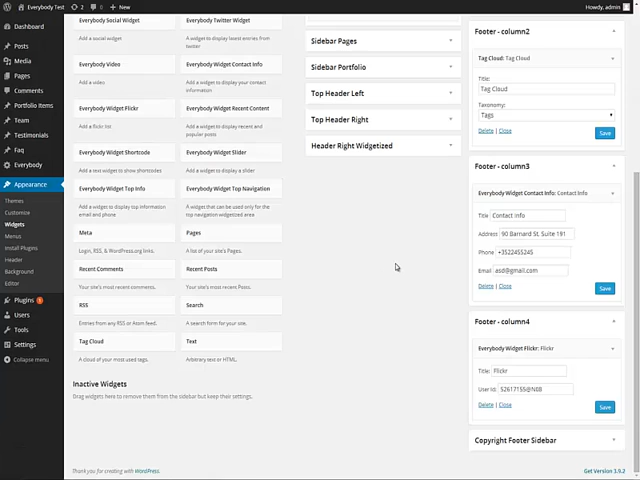 Everybody Test
2
0
New
Howdy, admin
Dashboard
Posts
Media
Pages
Comments
Portfolio Items
Team
Testimonials
Faq
Everybody
Appearance
Themes
Customize
Widgets
Menus
Install Plugins
Header
Background
Editor
Plugins 1
Users
Tools
Settings
Collapse menu
Everybody Social Widget
Add a social widget
Everybody Twitter Widget
A widget to display latest entries from
twitter
Everybody Video
Add a video
Everybody Widget Contact Info
A widget to display your contact
information
Everybody Widget Flickr
Add a flickr list
Everybody Widget Recent Content
A widget to display recent and
popular posts
Everybody Widget Shortcode
Add a text widget to show shortcodes
Everybody Widget Slider
Add a widget to display a slider
Everybody Widget Top Info
Add a widget to display top information
email and phone
Everybody Widget Top Navigation
A widget that can be used only for the
top navigation widgetized area
Meta
Login, RSS, & WordPress.org links.
Pages
A list of your site's Pages.
Recent Comments
Your site's most recent comments.
Recent Posts
Your site's most recent Posts.
RSS
Entries from any RSS or Atom feed.
Search
A search form for your site.
Tag Cloud
A cloud of your most used tags.
Text
Arbitrary text or HTML.
Inactive Widgets
Drag widgets here to remove them from the sidebar but keep their settings.
Sidebar Pages
Sidebar Portfolio
Top Header Left
Top Header Right
Header Right Widgetized
Footer - column2
Tag Cloud: Tag Cloud
Title:
Tag Cloud
Taxonomy:
Tags
Delete | Close
Save
Footer - column3
Everybody Widget Contact Info: Contact Info
Title Contact Info
Address 90 Barnard St, Suite 191
Phone +3522455245
Email asd@gmail.com
Delete | Close
Save
Footer - column4
Everybody Widget Flickr: Flickr
Title: Flickr
User Id: 52617155@N08
Delete | Close
Save
Copyright Footer Sidebar
Thank you for creating with WordPress.
Get Version 3.9.2